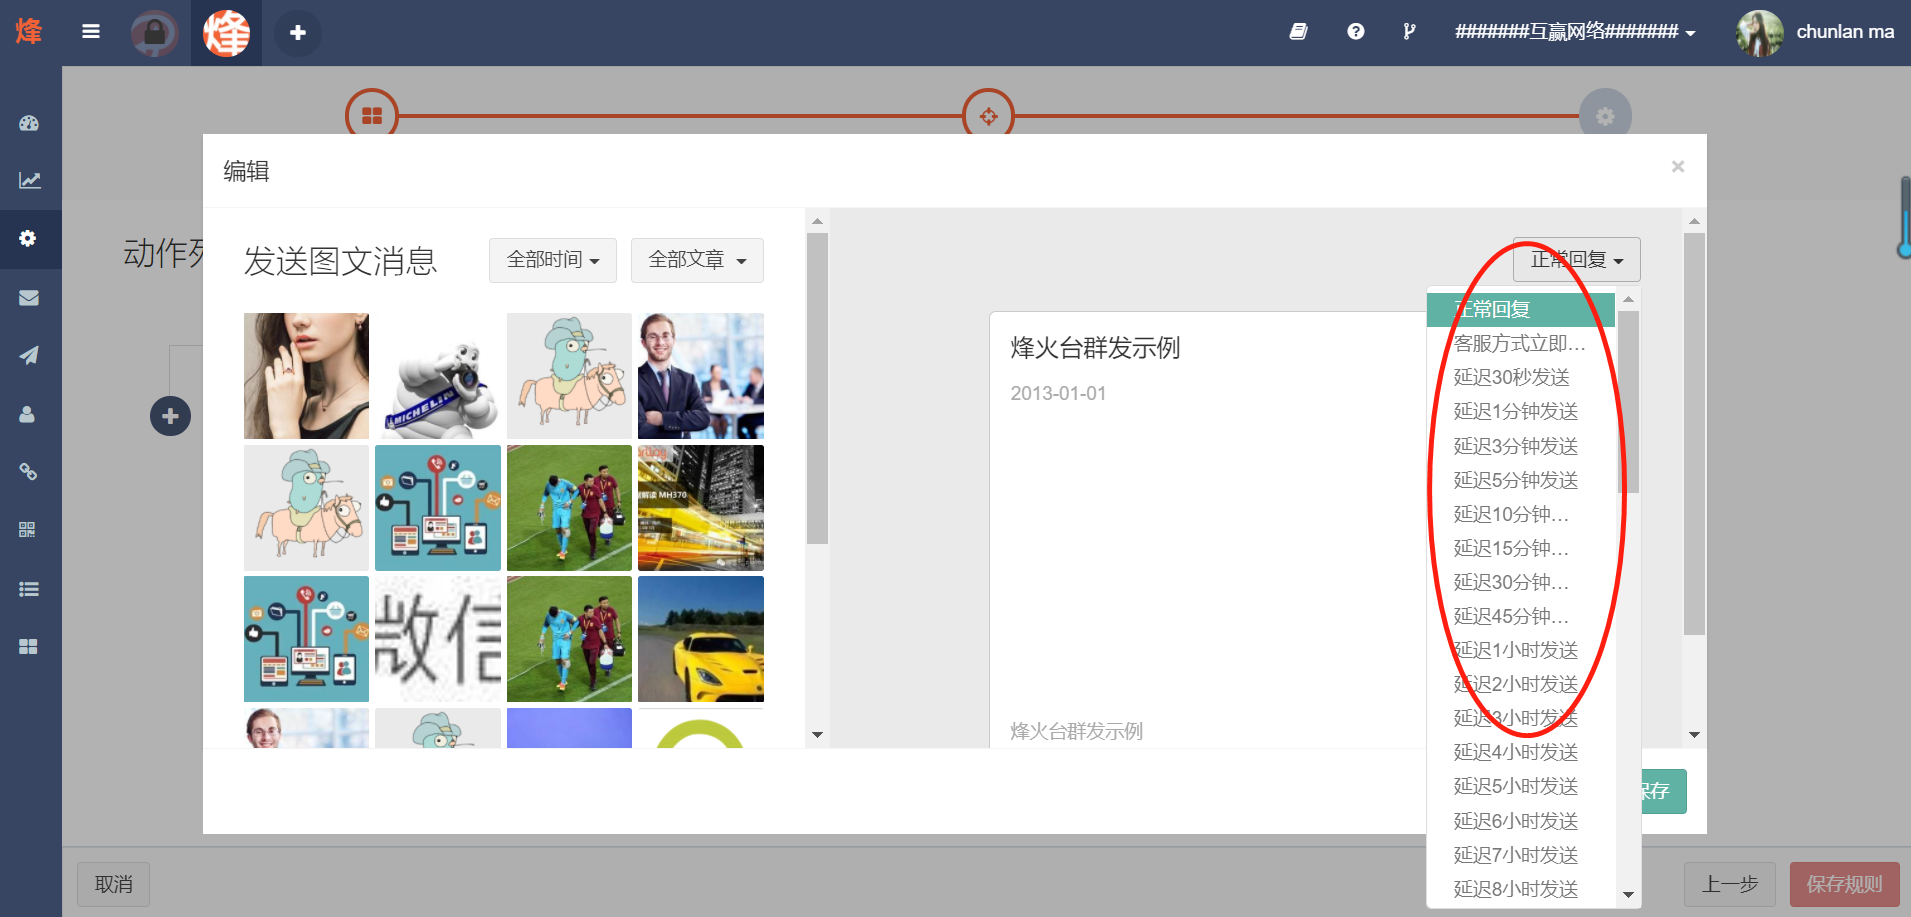 烽
烽
#######互赢网络#######
chunlan ma
编辑
×
动作列
发送图文消息
全部时间
全部文章
正常回复
正常回复
客服方式立即…
延迟30秒发送
延迟1分钟发送
延迟3分钟发送
延迟5分钟发送
延迟10分钟…
延迟15分钟…
延迟30分钟…
延迟45分钟…
延迟1小时发送
延迟2小时发送
延迟3小时发送
延迟4小时发送
延迟5小时发送
延迟6小时发送
延迟7小时发送
延迟8小时发送
烽火台群发示例
2013-01-01
烽火台群发示例
MICHELIN
解读 MH370
微信
保存
取消
上一步
保存规则